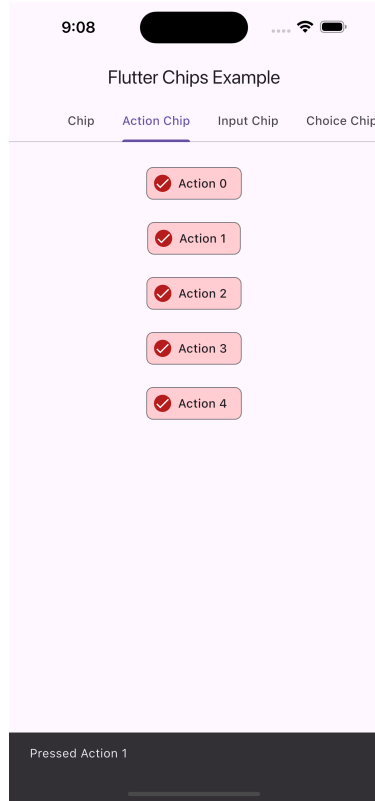 9:08
Flutter Chips Example
Chip Action Chip Input Chip Choice Chip
Action 0
Action 1
Action 2
Action 3
Action 4
Pressed Action 1